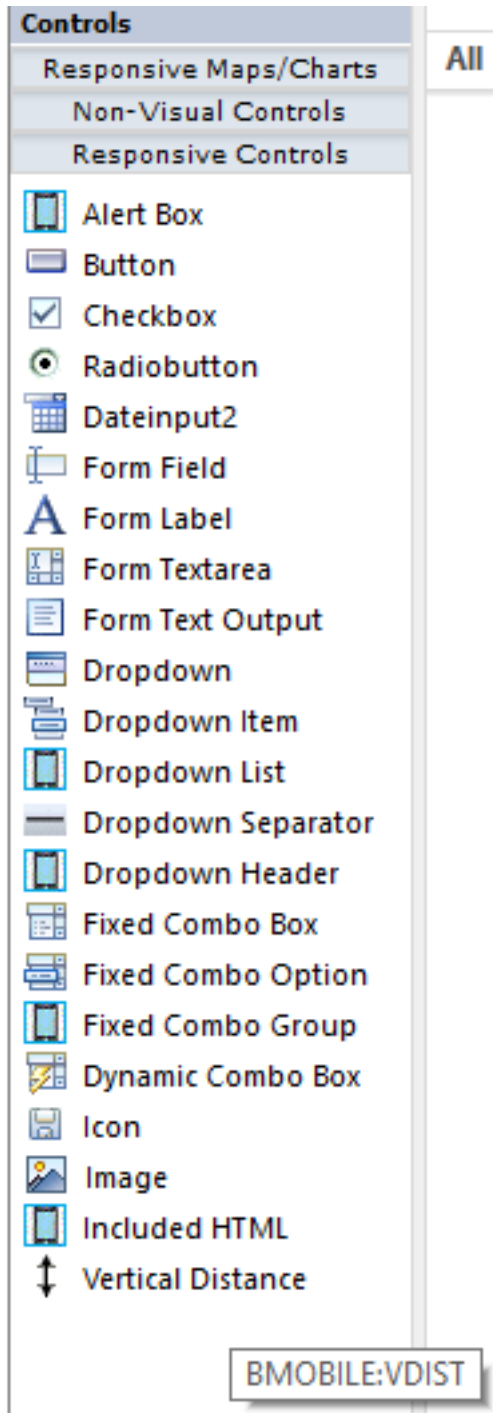 Controls
Responsive Maps/Charts
All
Non-Visual Controls
Responsive Controls
Alert Box
Button
Checkbox
Radiobutton
Dateinput2
Form Field
Form Label
Form Textarea
Form Text Output
Dropdown
Dropdown Item
Dropdown List
Dropdown Separator
Dropdown Header
Fixed Combo Box
Fixed Combo Option
Fixed Combo Group
Dynamic Combo Box
Icon
Image
Included HTML
Vertical Distance
BMOBILE:VDIST